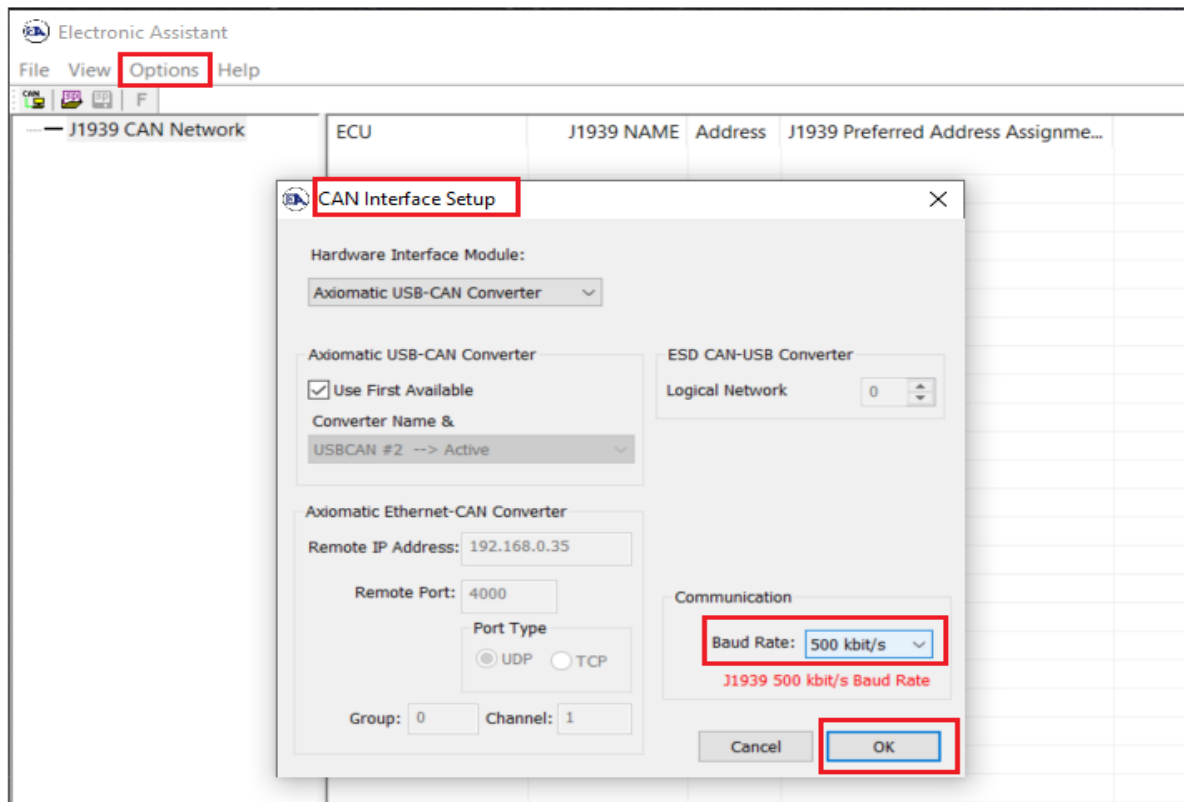 Electronic Assistant
File View Options Help
CAN F
J1939 CAN Network
ECU J1939 NAME Address J1939 Preferred Address Assignme...
EA CAN Interface Setup
Hardware Interface Module:
Axiomatic USB-CAN Converter
Axiomatic USB-CAN Converter
Use First Available
Converter Name &
USBCAN #2 --> Active
ESD CAN-USB Converter
Logical Network 0
Axiomatic Ethernet-CAN Converter
Remote IP Address: 192.168.0.35
Remote Port: 4000
Port Type
UDP TCP
Group: 0 Channel: 1
Communication
Baud Rate: 500 kbit/s
J1939 500 kbit/s Baud Rate
Cancel OK